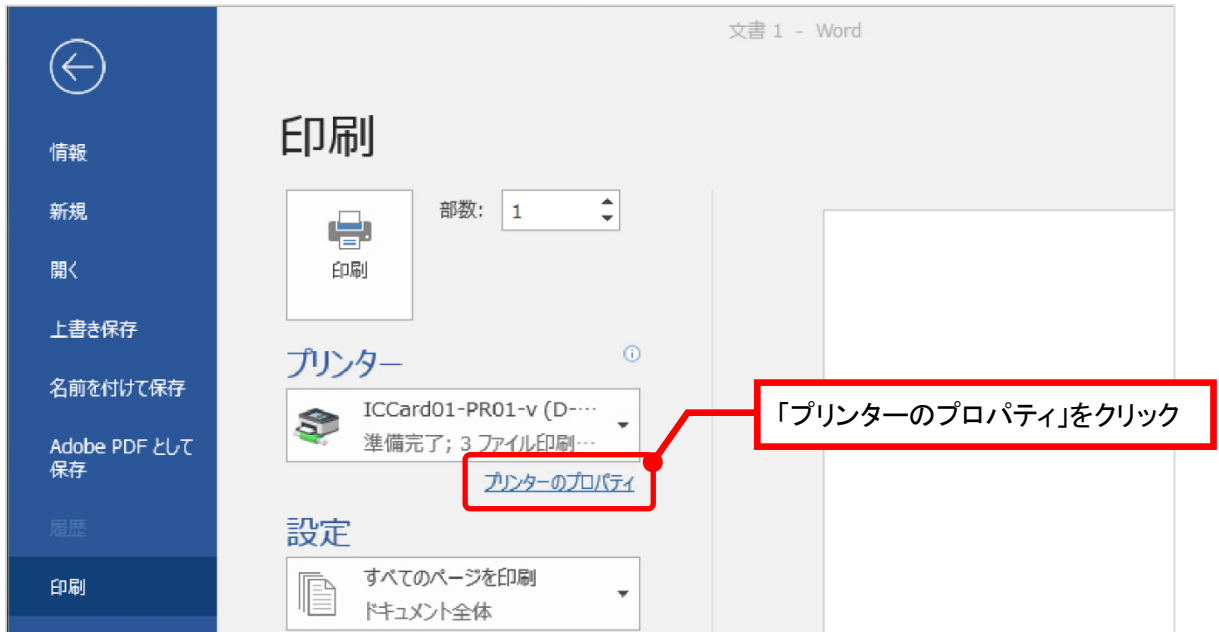 文書 1 - Word
情報
新規
開く
上書き保存
名前を付けて保存
Adobe PDF として
保存
履歴
印刷
印刷
印刷
部数: 1
プリンター
ICCard01-PR01-v (D-…
準備完了; 3 ファイル印刷…
プリンターのプロパティ
「プリンターのプロパティ」をクリック
設定
すべてのページを印刷
ドキュメント全体